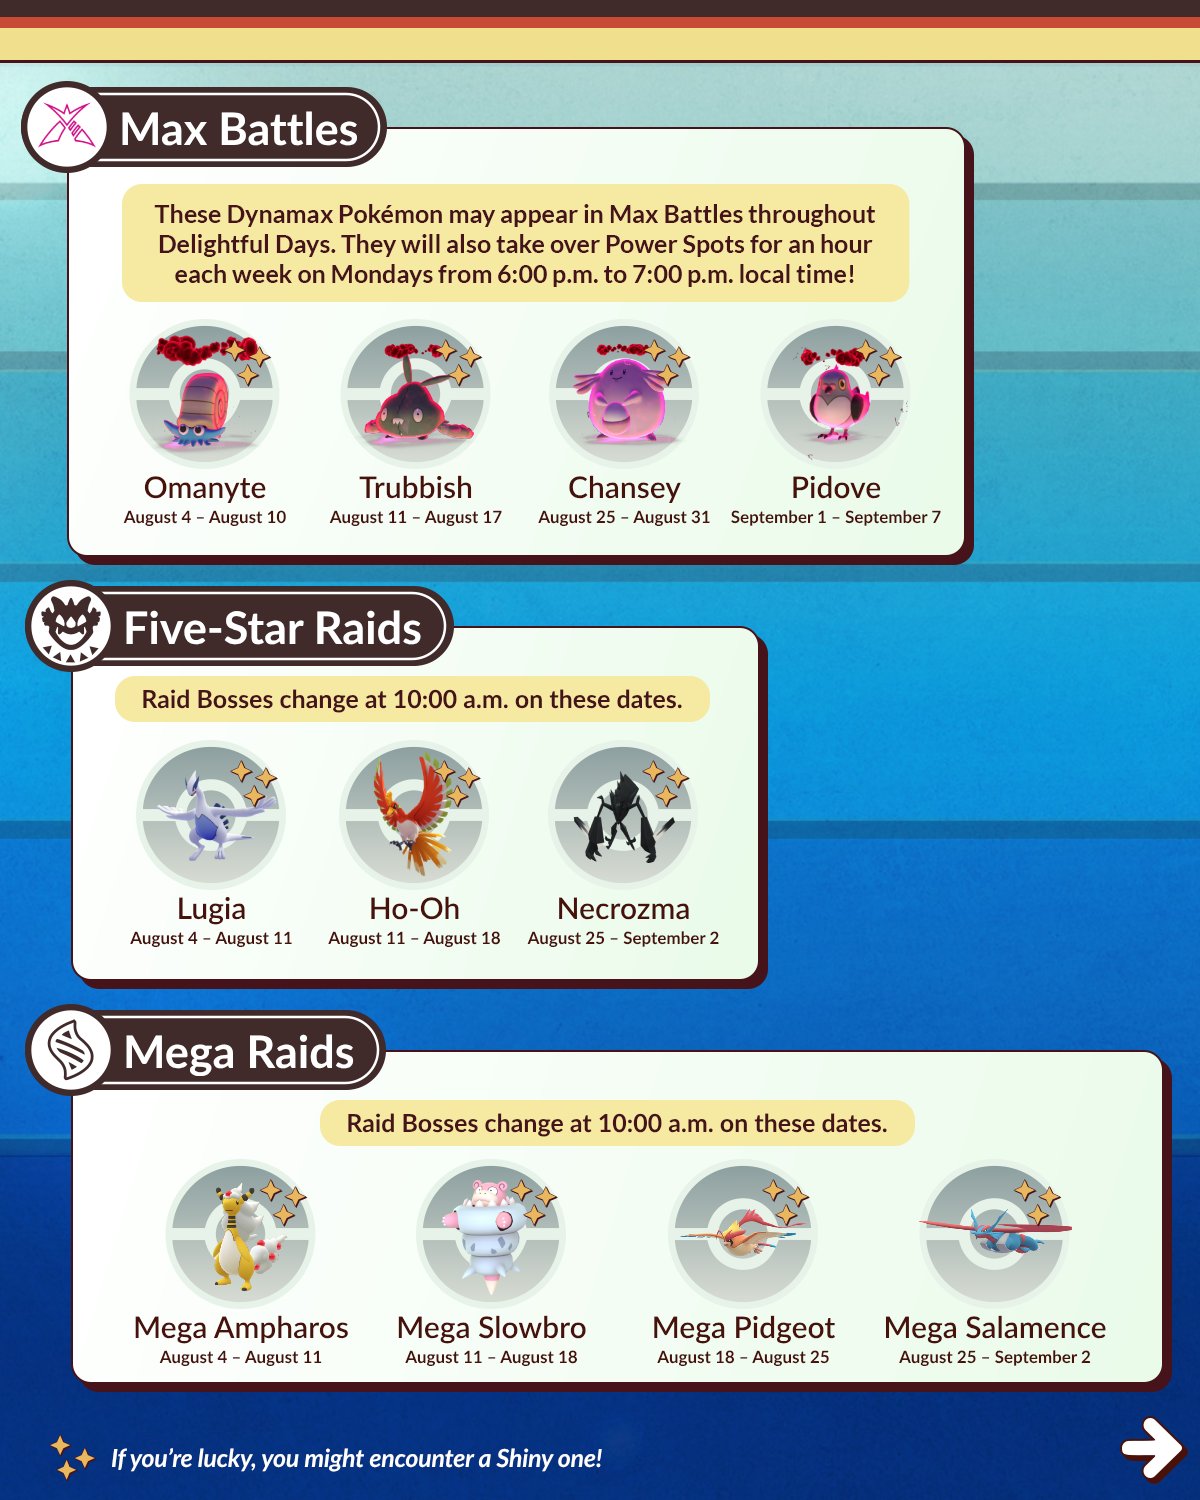 Max Battles
These Dynamax Pokémon may appear in Max Battles throughout
Delightful Days. They will also take over Power Spots for an hour
each week on Mondays from 6:00 p.m. to 7:00 p.m. local time!
Omanyte
August 4 – August 10
Trubbish
August 11 – August 17
Chansey
August 25 – August 31
Pidove
September 1 – September 7
Five-Star Raids
Raid Bosses change at 10:00 a.m. on these dates.
Lugia
August 4 – August 11
Ho-Oh
August 11 – August 18
Necrozma
August 25 – September 2
Mega Raids
Raid Bosses change at 10:00 a.m. on these dates.
Mega Ampharos
August 4 – August 11
Mega Slowbro
August 11 – August 18
Mega Pidgeot
August 18 – August 25
Mega Salamence
August 25 – September 2
If you’re lucky, you might encounter a Shiny one!